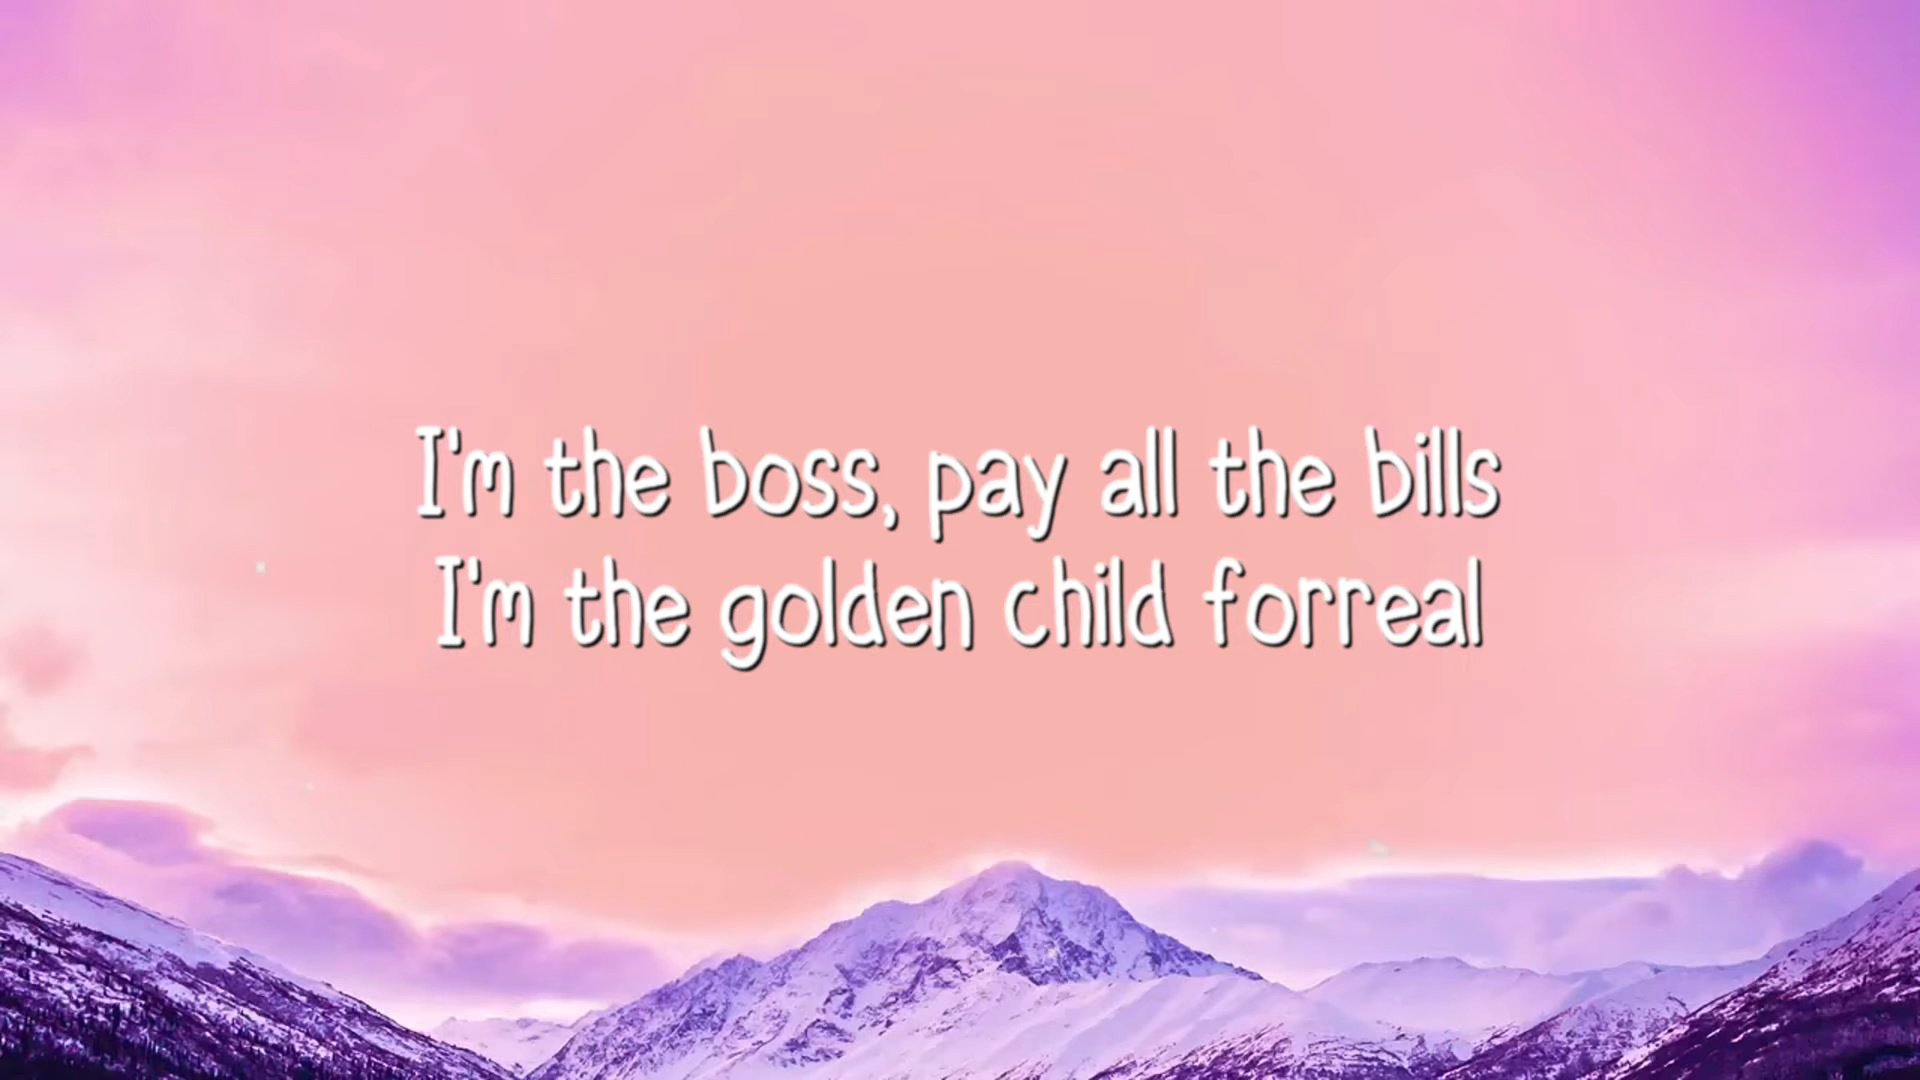 I'm the boss, pay all the bills
I'm the golden child forreal